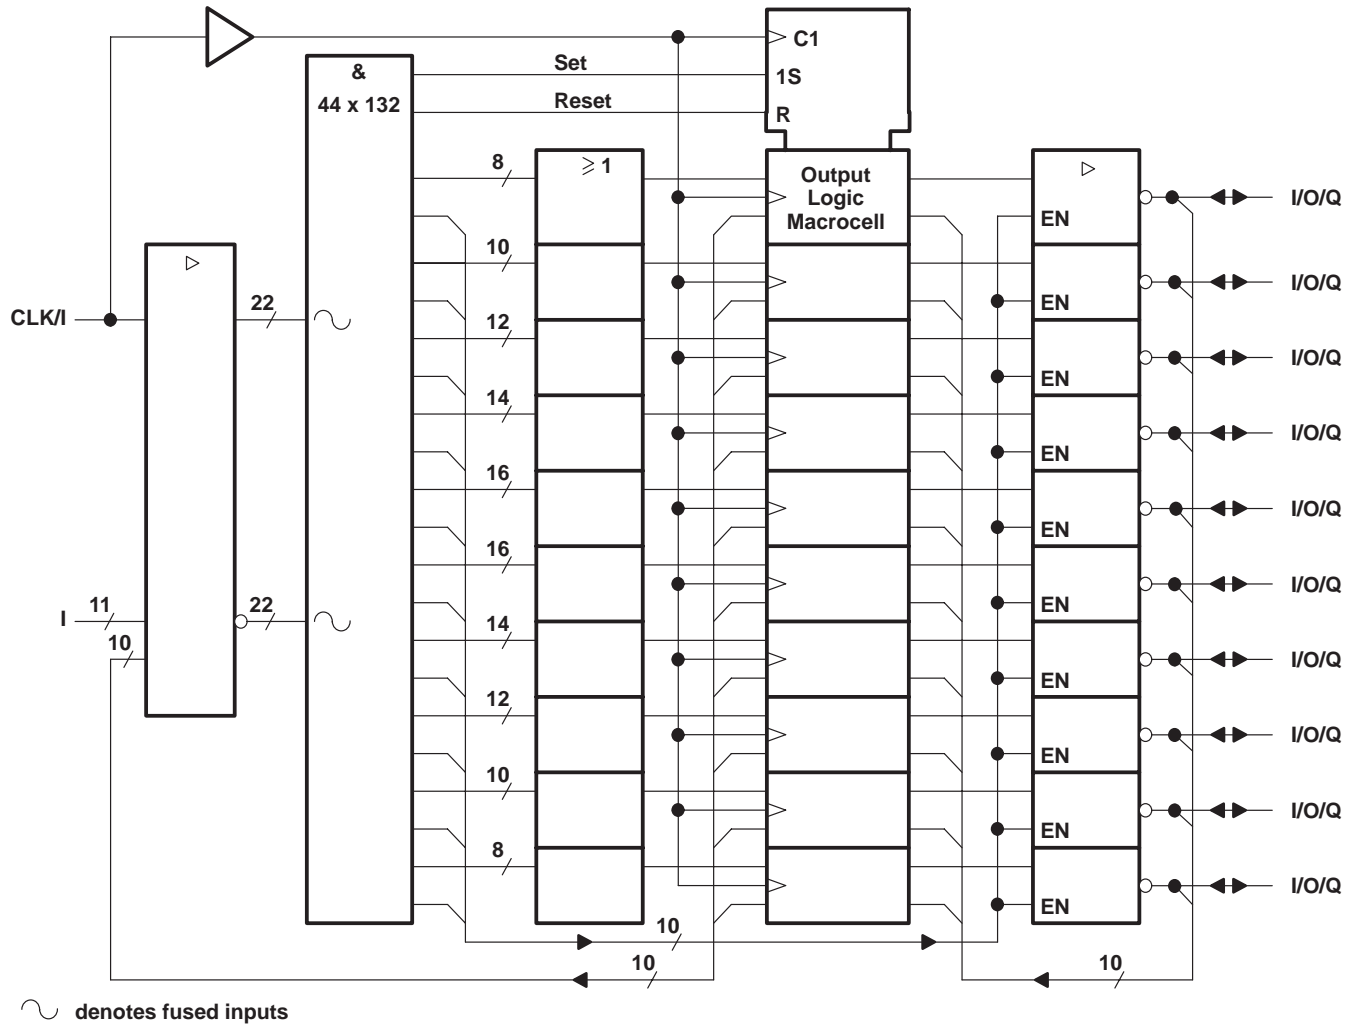 C1
&
Set
1S
44 x 132
Reset
R
8
≥ 1
Output
Logic
Macrocell
I/O/Q
EN
10
I/O/Q
EN
CLK/I
22
12
I/O/Q
EN
14
I/O/Q
EN
16
I/O/Q
EN
16
I/O/Q
EN
I
11
22
14
10
I/O/Q
EN
12
I/O/Q
EN
10
I/O/Q
EN
8
I/O/Q
EN
10
10
10
denotes fused inputs